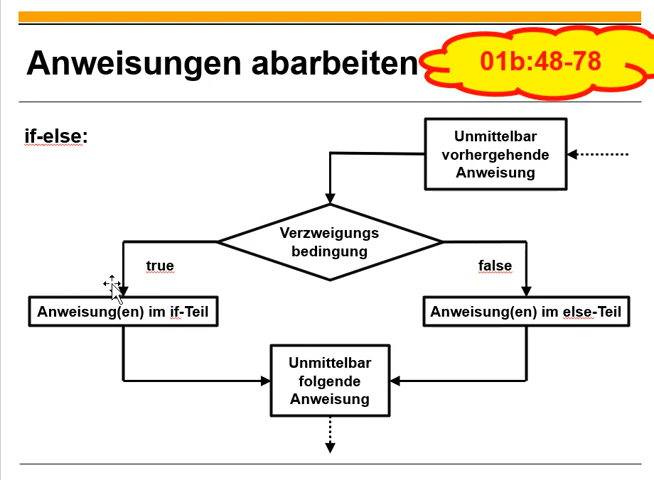 Anweisungen abarbeiten
01b:48-78
if-else:
Unmittelbar
vorhergehende
Anweisung
Verzweigungs
bedingung
true
false
Anweisung(en) im if-Teil
Anweisung(en) im else-Teil
Unmittelbar
folgende
Anweisung